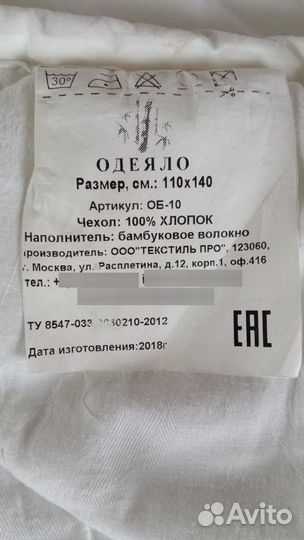 30°
ОДЕЯЛО
Размер, см.: 110х140
Артикул: ОБ-10
Чехол: 100% ХЛОПОК
Наполнитель: бамбуковое волокно
роизводитель: ООО"ТЕКСТИЛЬ ПРО", 123060,
г. Москва, ул. Расплетина, д.12, корп.1, оф.416
тел.: +
ТУ 8547-033- 0210-2012
EAC
Дата изготовления:2018г
Avito